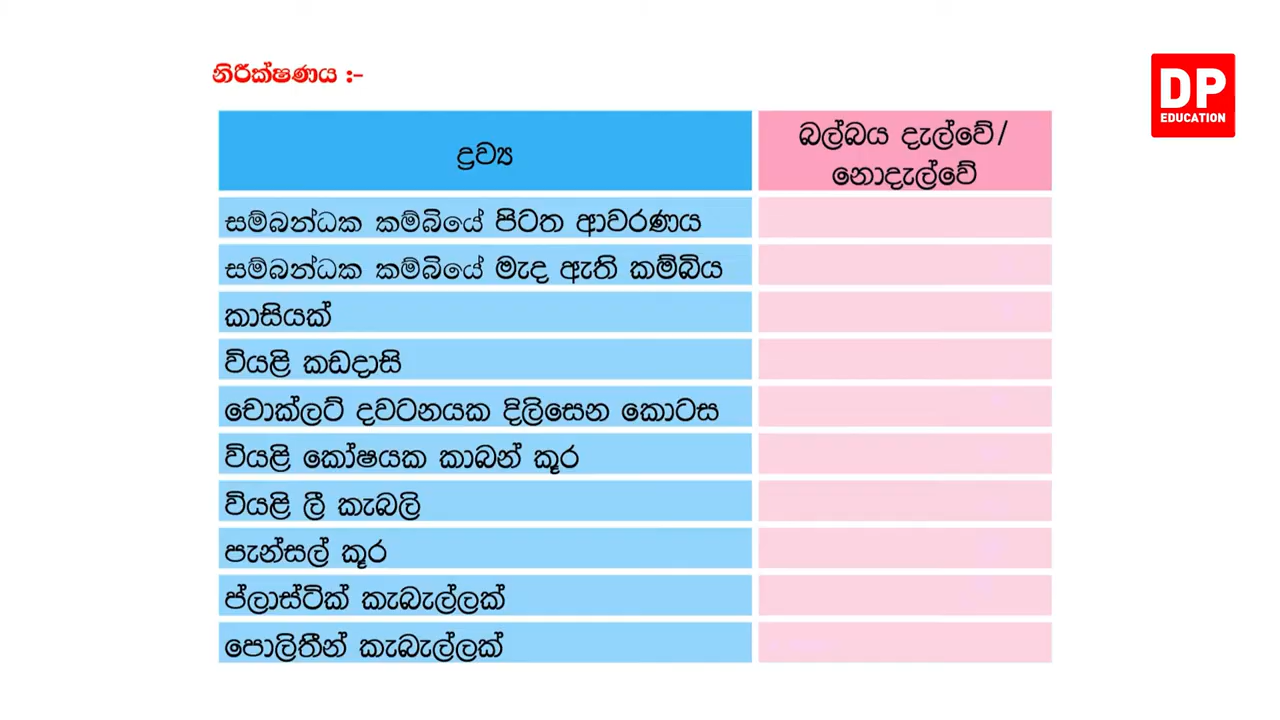 නිරීක්ෂණය :-
DP
EDUCATION
ද්‍රව්‍ය
බල්බය දැල්වේ/
නොදැල්වේ
සම්බන්ධක කම්බියේ පිටත ආවරණය
සම්බන්ධක කම්බියේ මැද ඇති කම්බිය
කාසියක්
වියළි කඩදාසි
චොක්ලට් දවටනයක දිලිසෙන කොටස
වියළි කෝෂයක කාබන් කූර
වියළි ලී කැබලි
පැන්සල් කූර
ප්ලාස්ටික් කැබැල්ලක්
පොලිතීන් කැබැල්ලක්